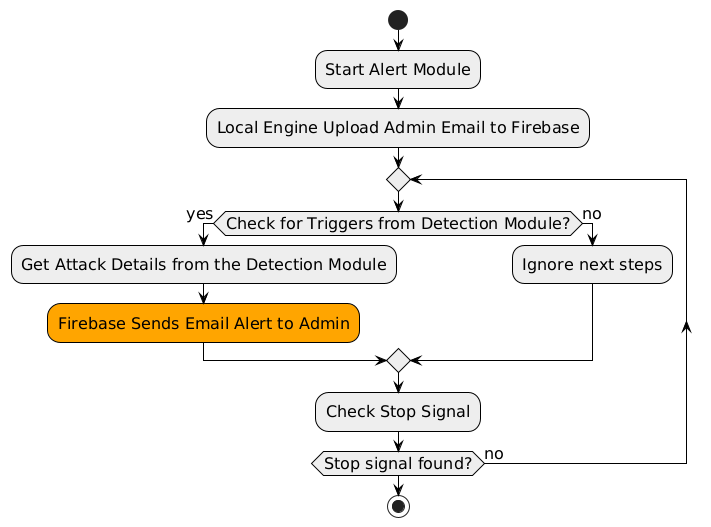 Start Alert Module
Local Engine Upload Admin Email to Firebase
yes
Check for Triggers from Detection Module?
no
Get Attack Details from the Detection Module
Ignore next steps
Firebase Sends Email Alert to Admin
Check Stop Signal
Stop signal found?
no